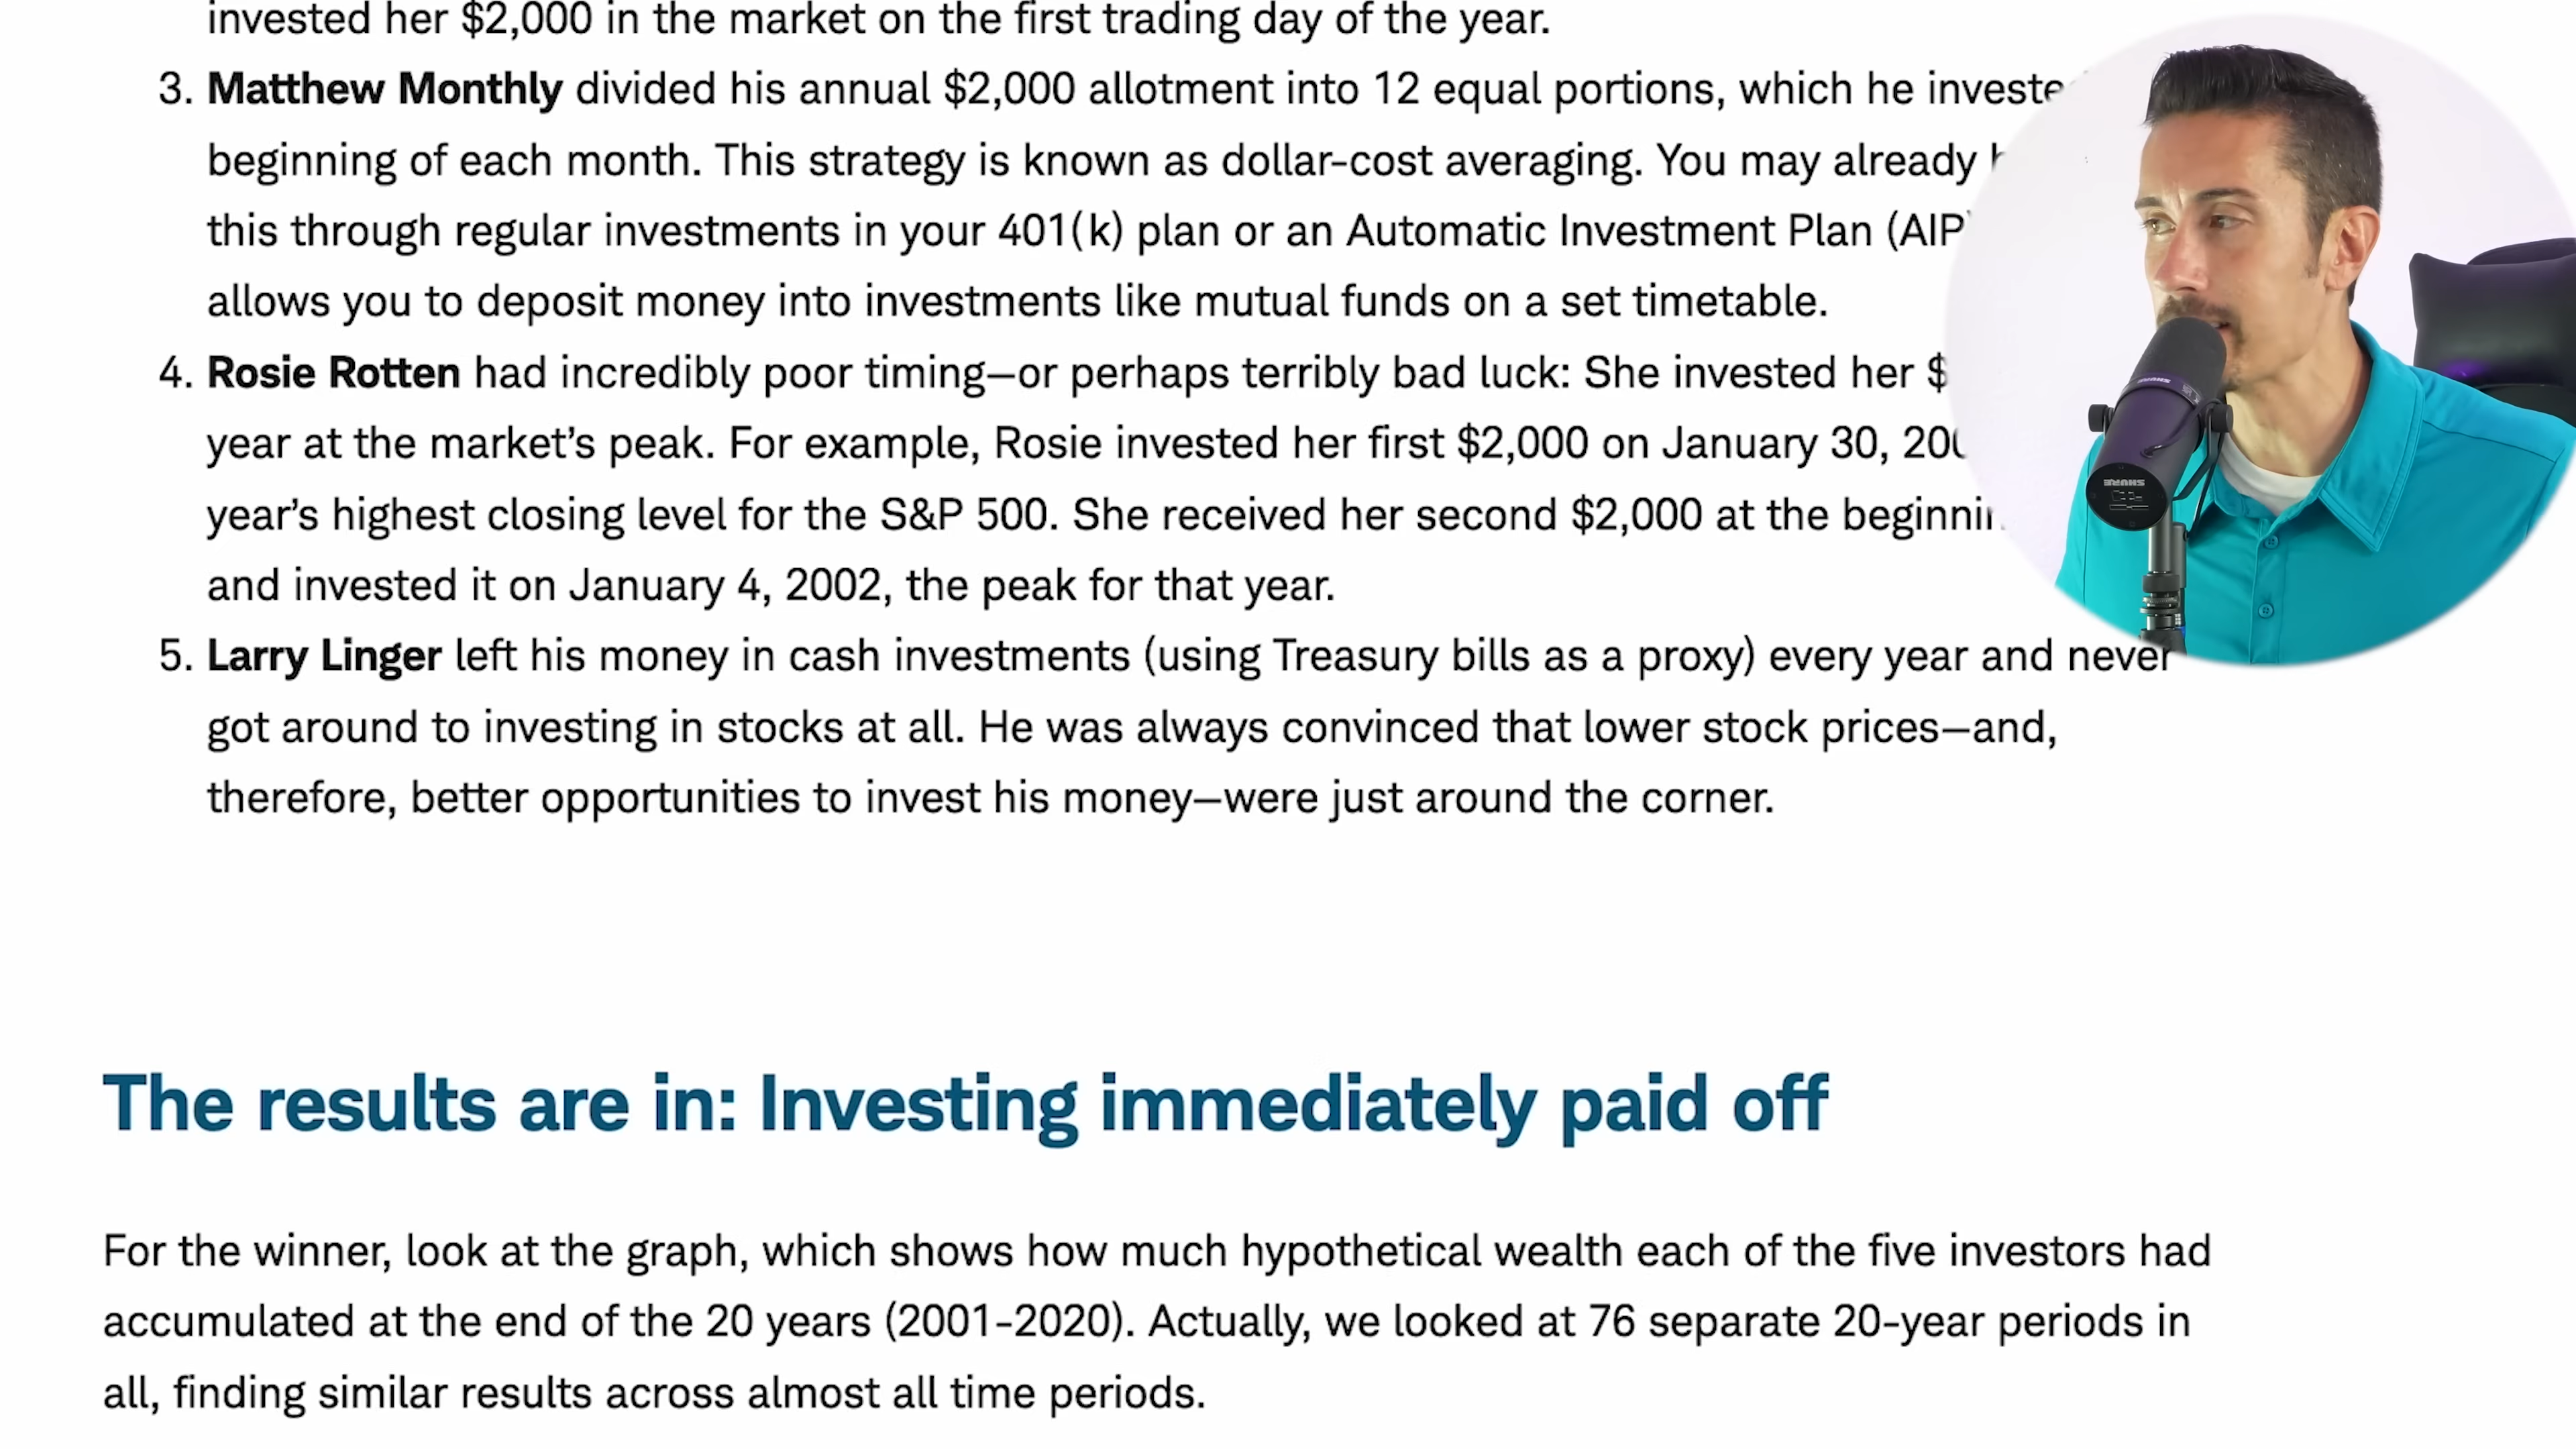 invested her $2,000 in the market on the first trading day of the year.
3. Matthew Monthly divided his annual $2,000 allotment into 12 equal portions, which he
beginning of each month. This strategy is known as dollar-cost averaging. You may already
this through regular investments in your 401(k) plan or an Automatic Investment Plan (AIP)
allows you to deposit money into investments like mutual funds on a set timetable.
4. Rosie Rotten had incredibly poor timing—or perhaps terribly bad luck: She invested her $
year at the market's peak. For example, Rosie invested her first $2,000 on January 30,
year's highest closing level for the S&P 500. She received her second $2,000 at the
and invested it on January 4, 2002, the peak for that year.
5. Larry Linger left his money in cash investments (using Treasury bills as a proxy) every year and never
got around to investing in stocks at all. He was always convinced that lower stock prices—and,
therefore, better opportunities to invest his money—were just around the corner.
SHURE
The results are in: Investing immediately paid off
For the winner, look at the graph, which shows how much hypothetical wealth each of the five investors had
accumulated at the end of the 20 years (2001-2020). Actually, we looked at 76 separate 20-year periods in
all, finding similar results across almost all time periods.